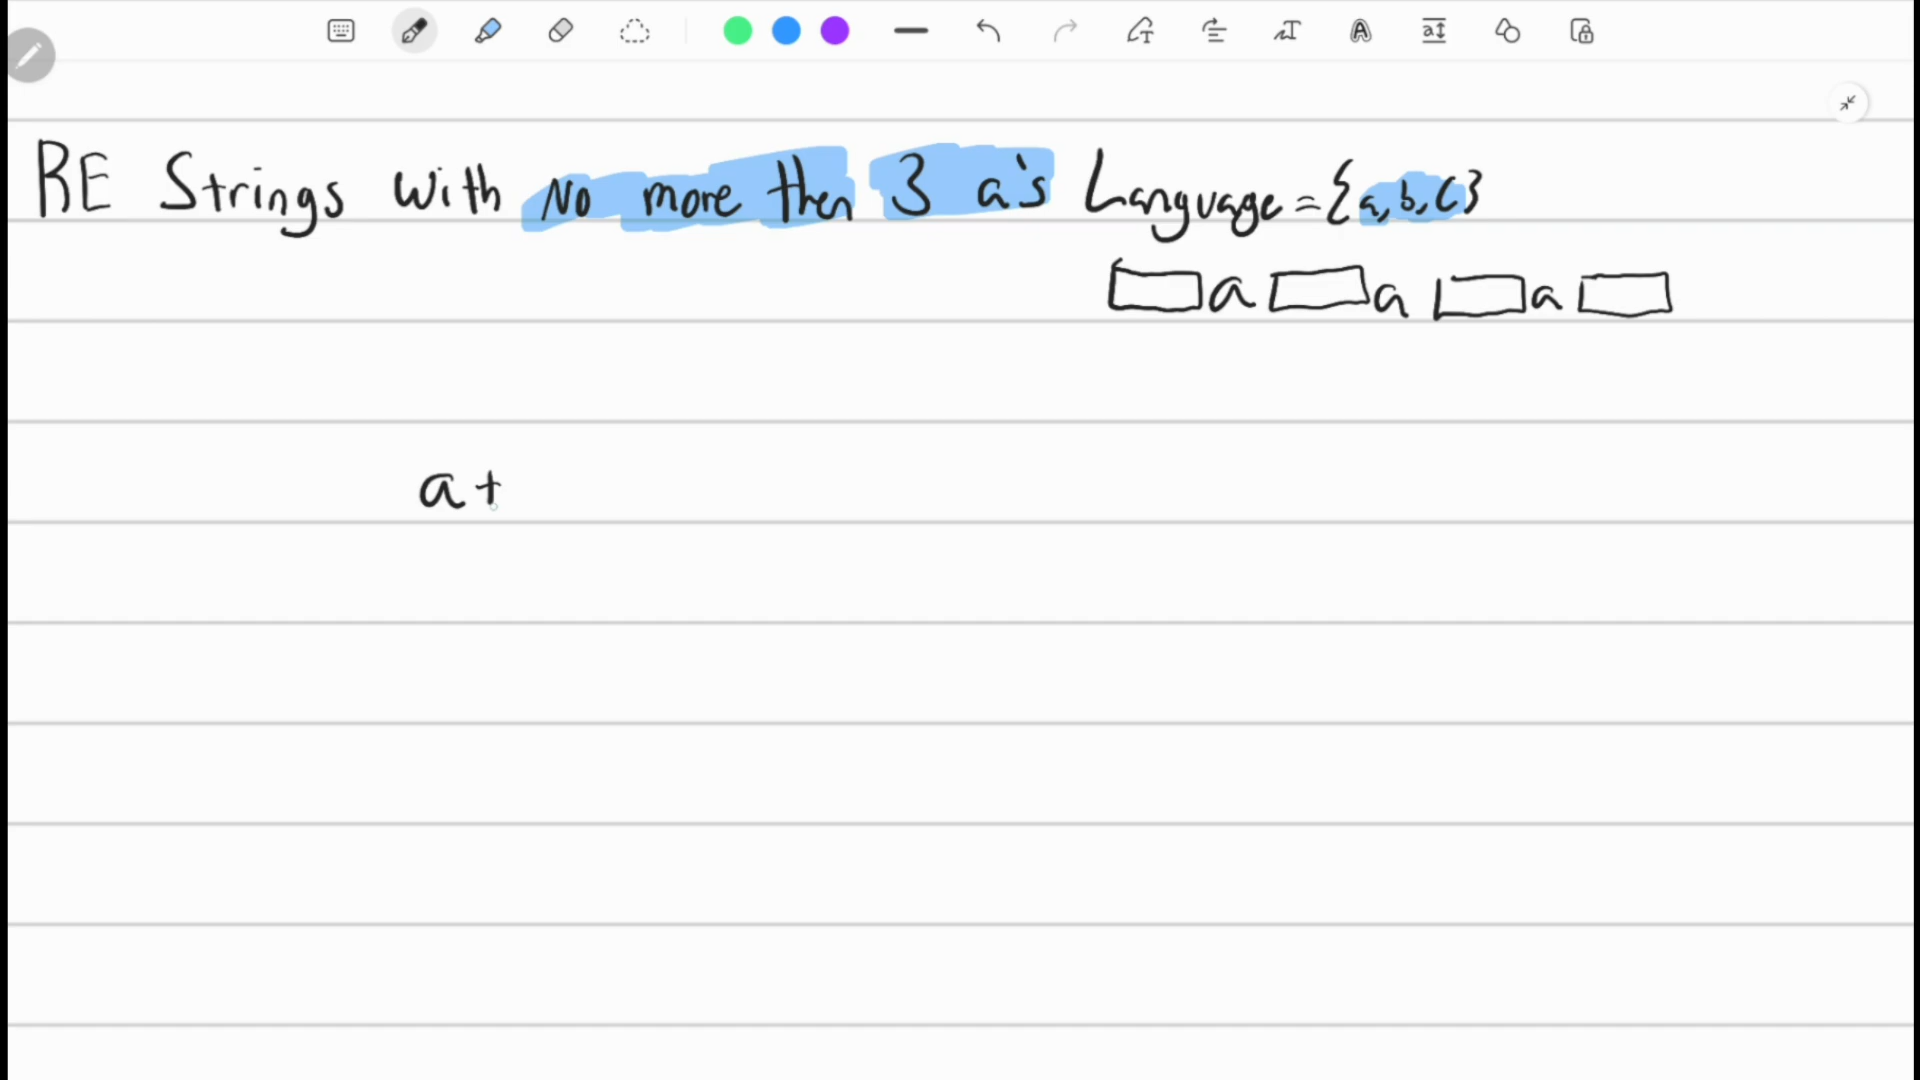 RE Strings with No more then 3 a's Language = {a, b, c}
a a a
a +